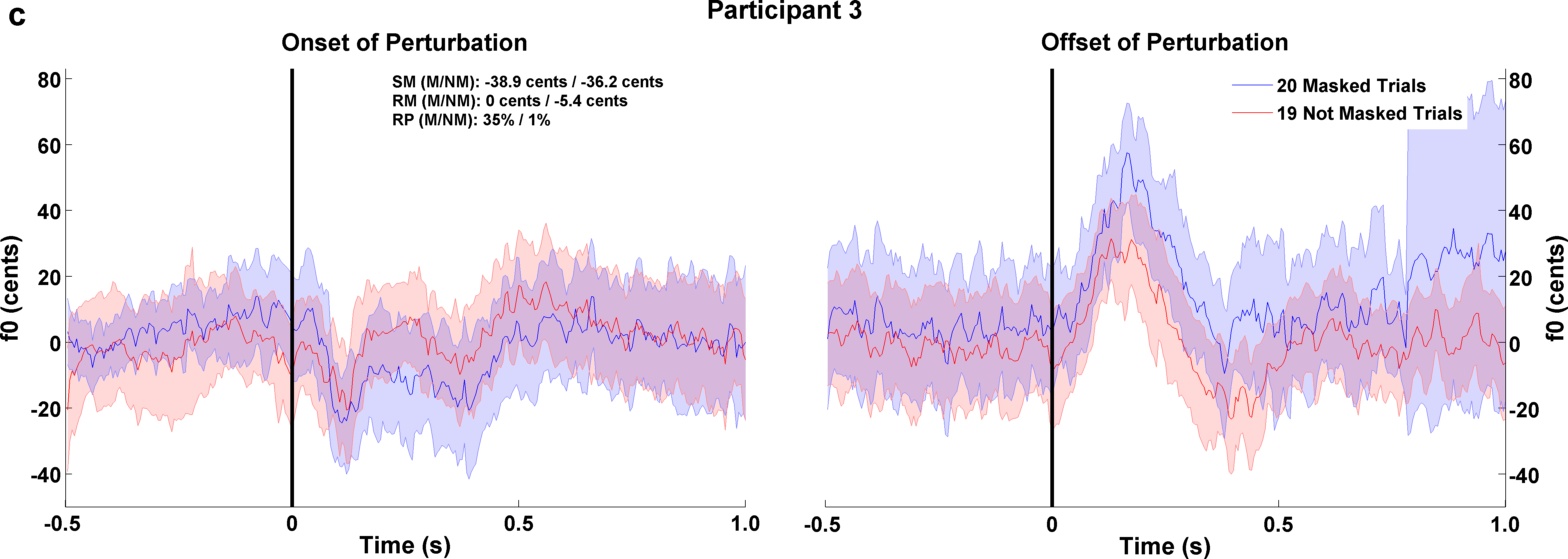 c
Participant 3
Onset of Perturbation
Offset of Perturbation
SM (M/NM): -38.9 cents / -36.2 cents
RM (M/NM): 0 cents / -5.4 cents
RP (M/NM): 35% / 1%
20 Masked Trials
19 Not Masked Trials
f0 (cents)
80
60
40
20
0
-20
-40
-0.5 0 0.5 1.0
Time (s)
-0.5 0 0.5 1.0
Time (s)
80
60
40
20
0
-20
-40
f0 (cents)